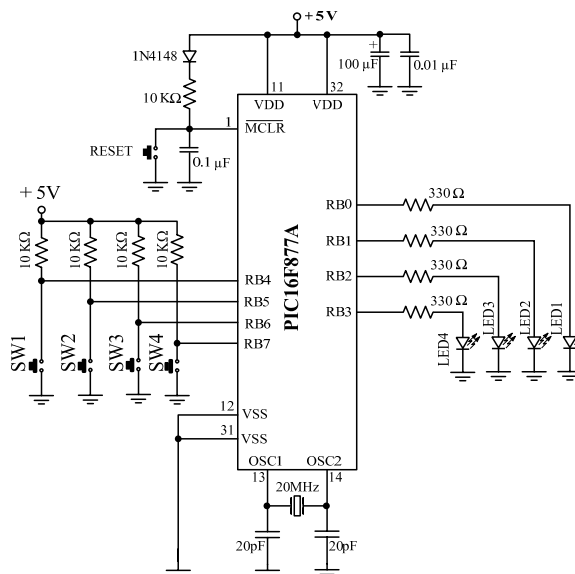 +5V
1N4148
100 µF
0.01 µF
+
10 KΩ
11
32
VDD
VDD
1
MCLR
RESET
0.1 µF
+ 5V
10 KΩ
10 KΩ
10 KΩ
10 KΩ
PIC16F877A
RB0
330 Ω
RB1
330 Ω
RB2
330 Ω
RB3
330 Ω
RB4
RB5
RB6
RB7
SW1
SW2
SW3
SW4
LED4
LED3
LED2
LED1
12
VSS
31
VSS
OSC1
OSC2
13
20MHz
14
20pF
20pF